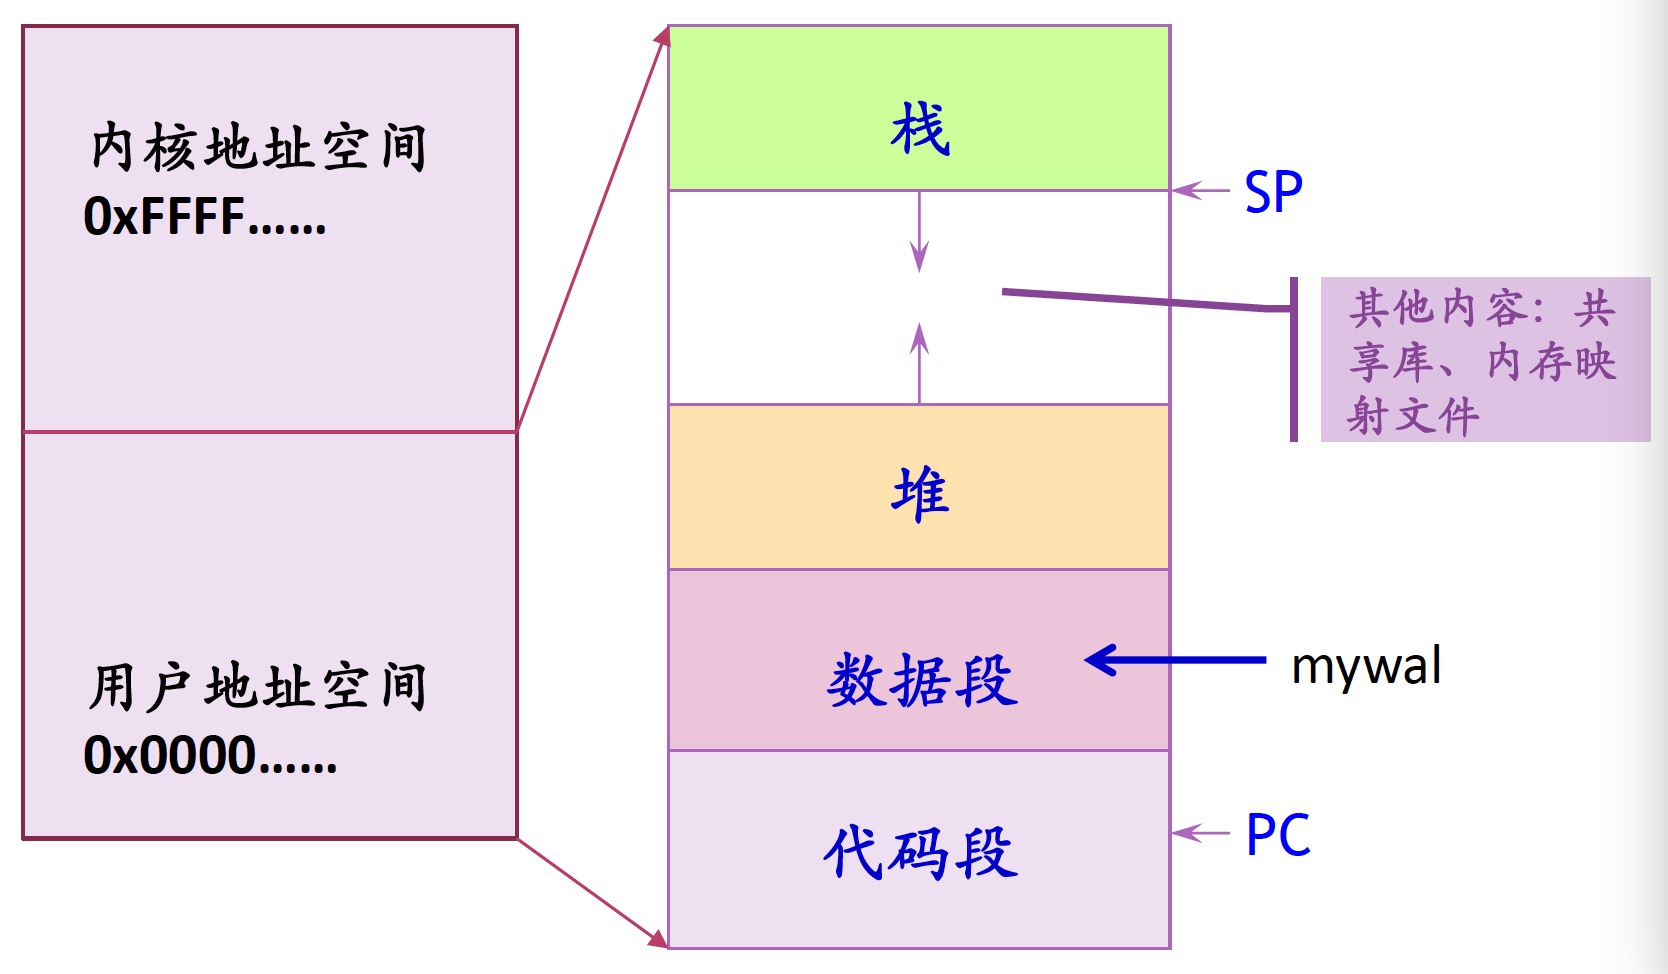 内核地址空间
0xFFFF……
用户地址空间
0x0000……
栈
SP
其他内容：共
享库、内存映
射文件
堆
数据段
mywal
代码段
PC